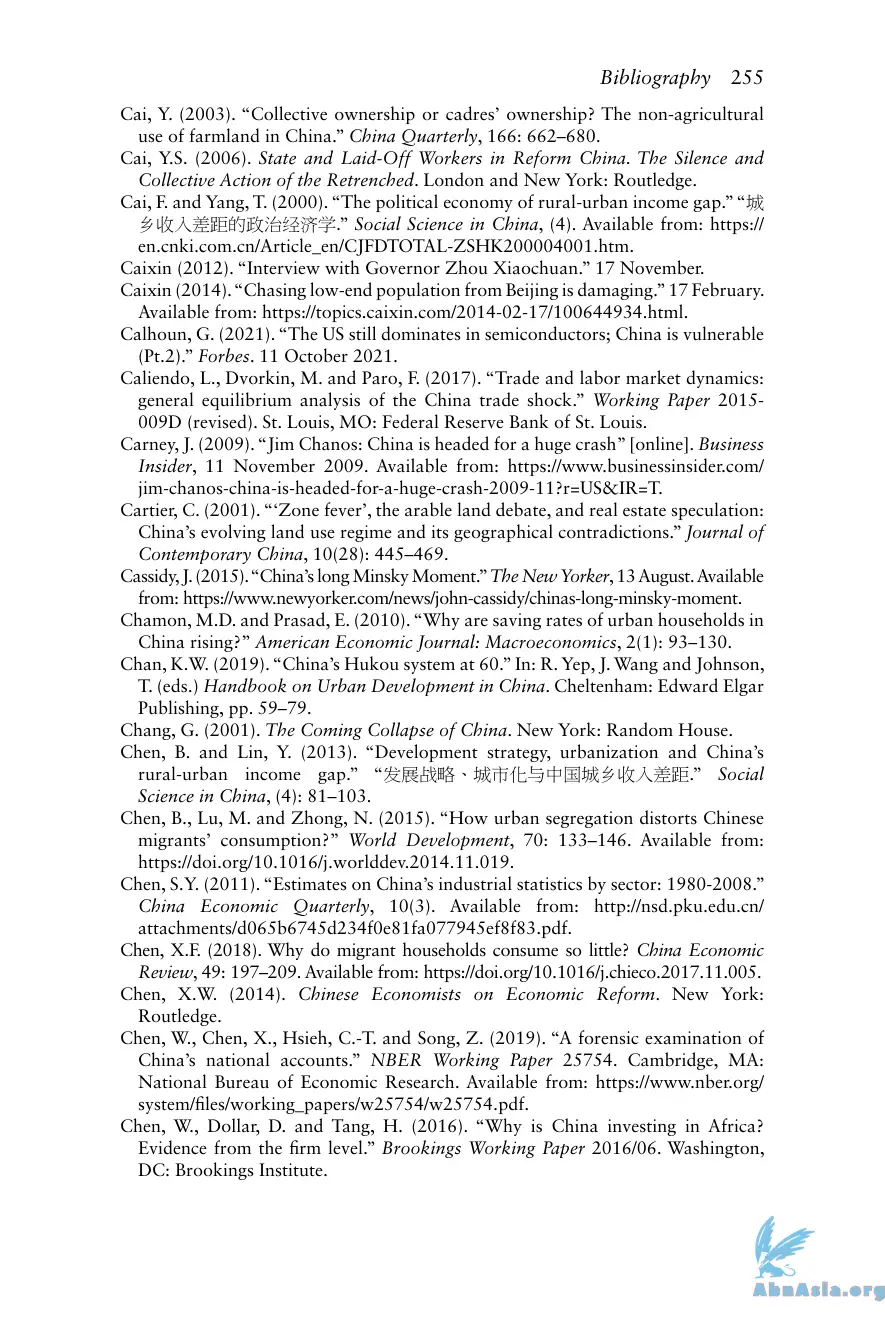 Bibliography 255
Cai, Y. (2003). “Collective ownership or cadres’ ownership? The non-agricultural
use of farmland in China.” China Quarterly, 166: 662–680.
Cai, Y.S. (2006). State and Laid-Off Workers in Reform China. The Silence and
Collective Action of the Retrenched. London and New York: Routledge.
Cai, F. and Yang, T. (2000). “The political economy of rural-urban income gap.” “城
乡收入差距的政治经济学.” Social Science in China, (4). Available from: https://
en.cnki.com.cn/Article_en/CJFDTOTAL-ZSHK200004001.htm.
Caixin (2012). “Interview with Governor Zhou Xiaochuan.” 17 November.
Caixin (2014). “Chasing low-end population from Beijing is damaging.” 17 February.
Available from: https://topics.caixin.com/2014-02-17/100644934.html.
Calhoun, G. (2021). “The US still dominates in semiconductors; China is vulnerable
(Pt.2).” Forbes. 11 October 2021.
Caliendo, L., Dvorkin, M. and Paro, F. (2017). “Trade and labor market dynamics:
general equilibrium analysis of the China trade shock.” Working Paper 2015-
009D (revised). St. Louis, MO: Federal Reserve Bank of St. Louis.
Carney, J. (2009). “Jim Chanos: China is headed for a huge crash” [online]. Business
Insider, 11 November 2009. Available from: https://www.businessinsider.com/
jim-chanos-china-is-headed-for-a-huge-crash-2009-11?r=US&IR=T.
Cartier, C. (2001). “‘Zone fever’, the arable land debate, and real estate speculation:
China’s evolving land use regime and its geographical contradictions.” Journal of
Contemporary China, 10(28): 445–469.
Cassidy, J. (2015). “China’s long Minsky Moment.” The New Yorker, 13 August. Available
from: https://www.newyorker.com/news/john-cassidy/chinas-long-minsky-moment.
Chamon, M.D. and Prasad, E. (2010). “Why are saving rates of urban households in
China rising?” American Economic Journal: Macroeconomics, 2(1): 93–130.
Chan, K.W. (2019). “China’s Hukou system at 60.” In: R. Yep, J. Wang and Johnson,
T. (eds.) Handbook on Urban Development in China. Cheltenham: Edward Elgar
Publishing, pp. 59–79.
Chang, G. (2001). The Coming Collapse of China. New York: Random House.
Chen, B. and Lin, Y. (2013). “Development strategy, urbanization and China’s
rural-urban income gap.” “发展战略、城市化与中国城乡收入差距.” Social
Science in China, (4): 81–103.
Chen, B., Lu, M. and Zhong, N. (2015). “How urban segregation distorts Chinese
migrants’ consumption?” World Development, 70: 133–146. Available from:
https://doi.org/10.1016/j.worlddev.2014.11.019.
Chen, S.Y. (2011). “Estimates on China’s industrial statistics by sector: 1980-2008.”
China Economic Quarterly, 10(3). Available from: http://nsd.pku.edu.cn/
attachments/d065b6745d234f0e81fa077945ef8f83.pdf.
Chen, X.F. (2018). Why do migrant households consume so little? China Economic
Review, 49: 197–209. Available from: https://doi.org/10.1016/j.chieco.2017.11.005.
Chen, X.W. (2014). Chinese Economists on Economic Reform. New York:
Routledge.
Chen, W., Chen, X., Hsieh, C.-T. and Song, Z. (2019). “A forensic examination of
China’s national accounts.” NBER Working Paper 25754. Cambridge, MA:
National Bureau of Economic Research. Available from: https://www.nber.org/
system/files/working_papers/w25754/w25754.pdf.
Chen, W., Dollar, D. and Tang, H. (2016). “Why is China investing in Africa?
Evidence from the firm level.” Brookings Working Paper 2016/06. Washington,
DC: Brookings Institute.
AbnAsia.org